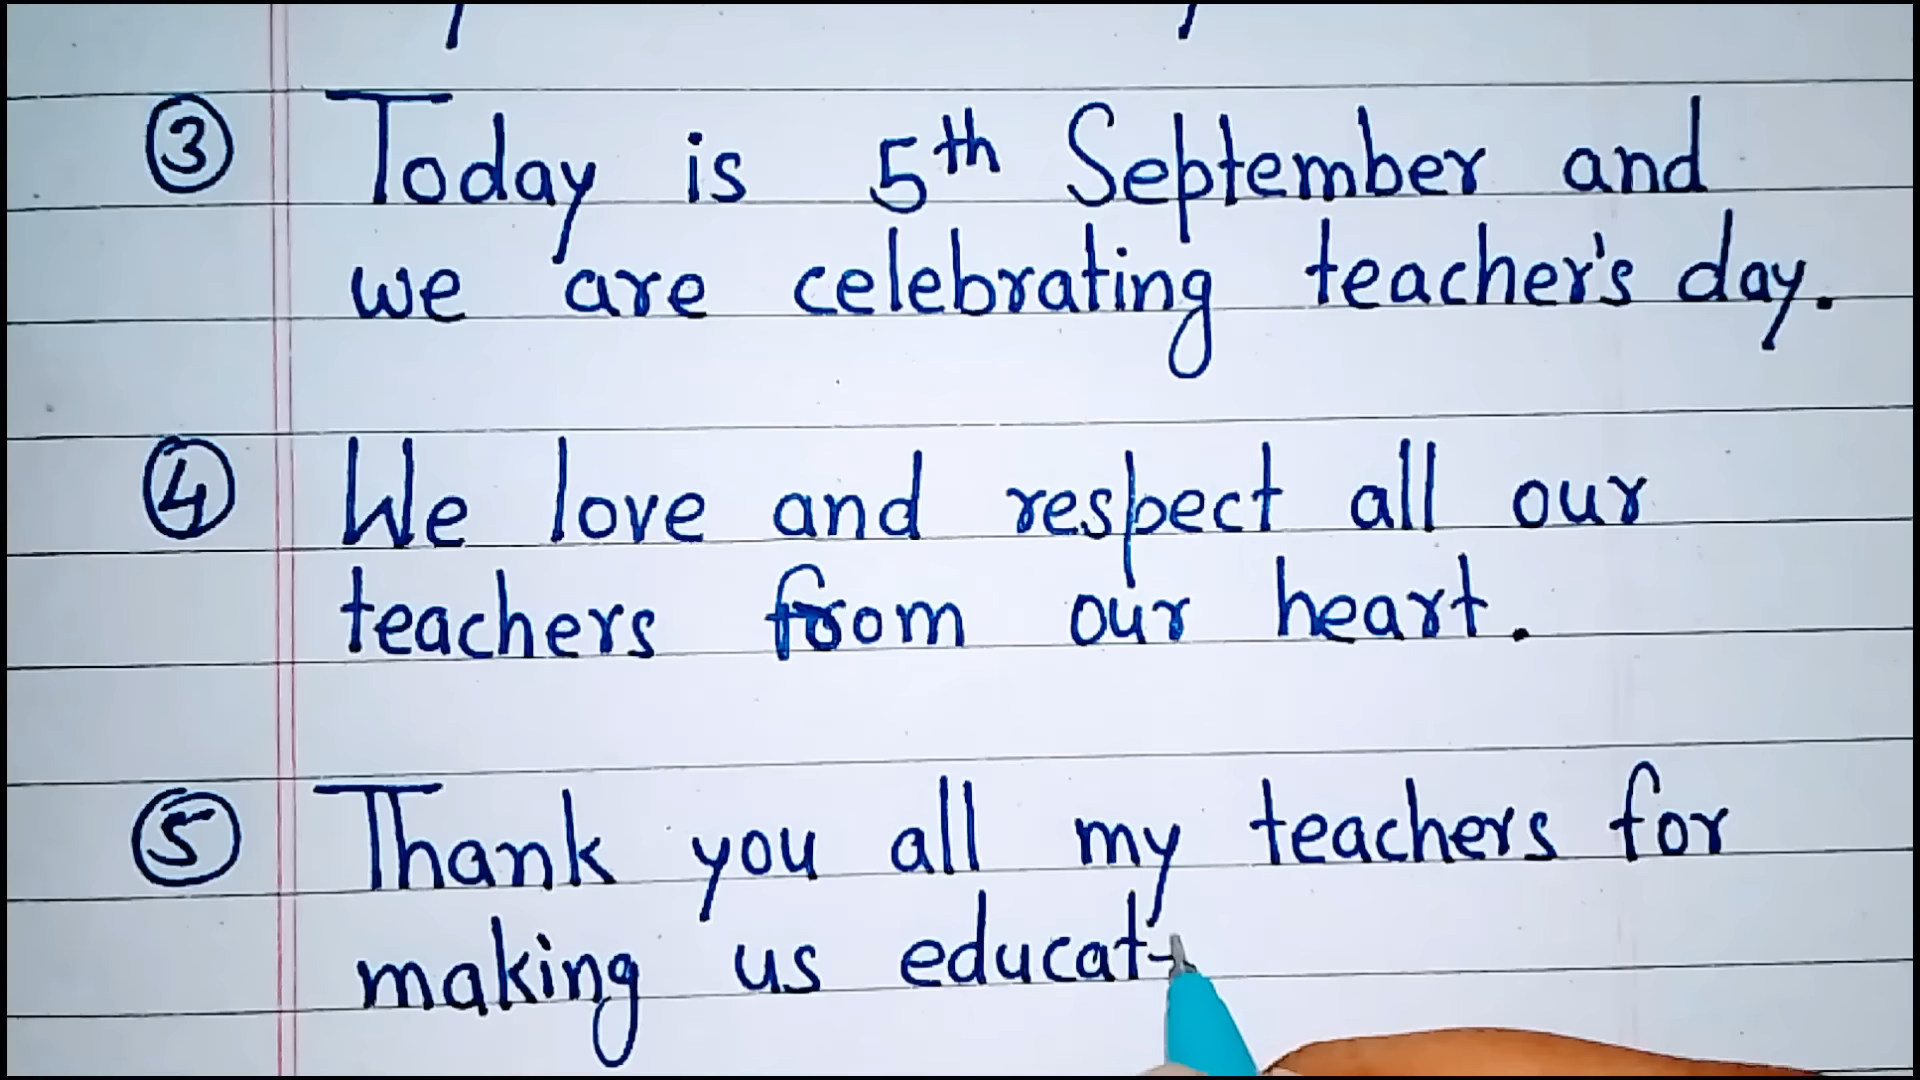 ③ Today is 5th September and
we are celebrating teacher's day.
④ We love and respect all our
teachers from our heart.
⑤ Thank you all my teachers for
making us educat